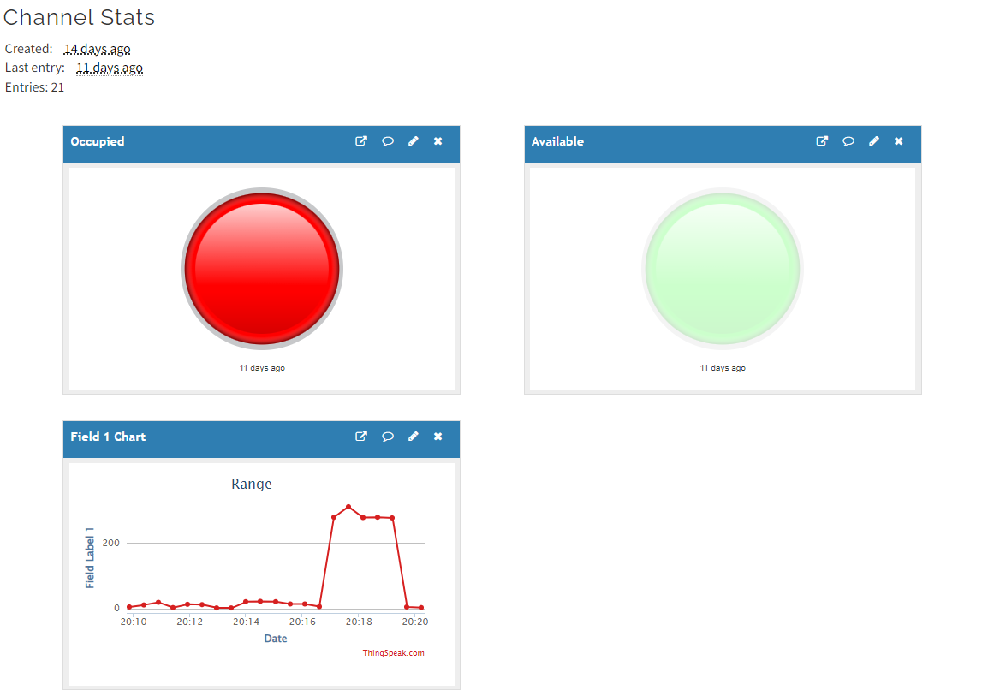 Channel Stats
Created: 14 days ago
Last entry: 11 days ago
Entries: 21
Occupied
Available
11 days ago
11 days ago
Field 1 Chart
Range
Field Label 1
200
0
20:10 20:12 20:14 20:16 20:18 20:20
Date
ThingSpeak.com